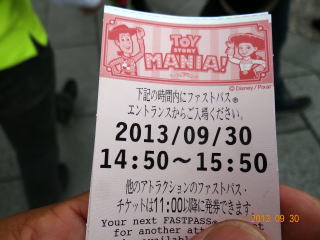 TOY
STORY
MANIA!
©Disney/Pixar
下記の時間内にファストパス®
エントランスからご入場ください。
2013/09/30
14:50～15:50
他のアトラクションのファストパス・
チケットは11:00以降に発券できます
Your next FASTPASS®
for another att
2013 09 30